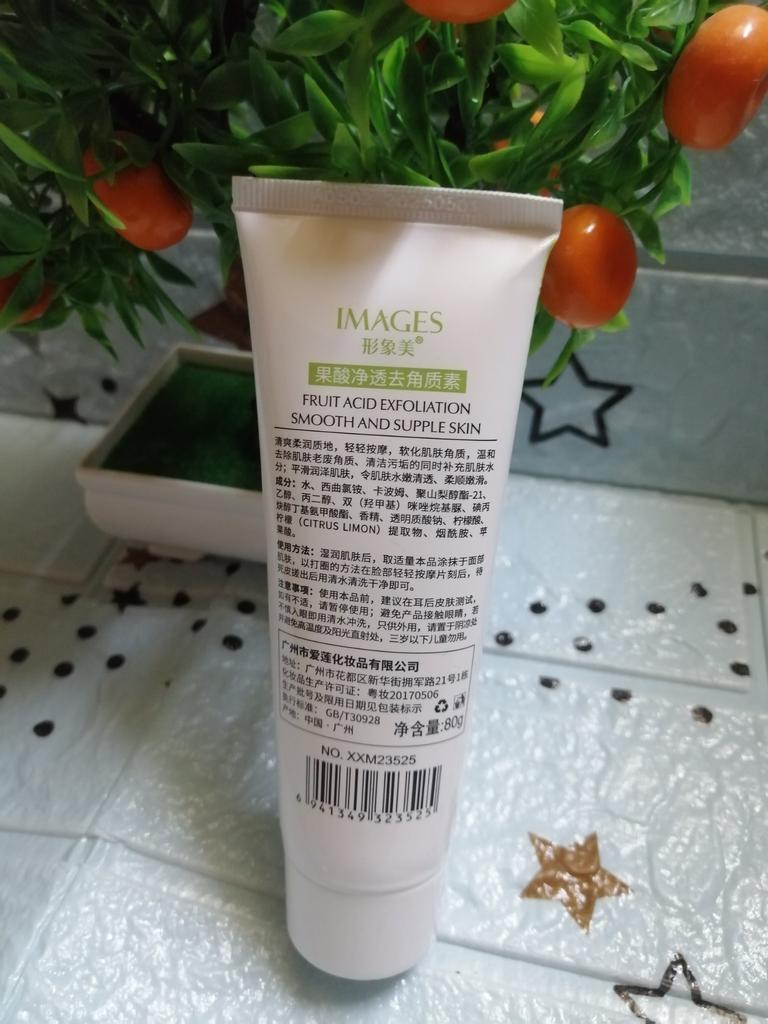 IMAGES
形象美®
果酸净透去角质素
FRUIT ACID EXFOLIATION
SMOOTH AND SUPPLE SKIN
清爽柔润质地，轻轻按摩，软化肌肤角质，温和
去除肌肤老废角质、清洁污垢的同时补充肌肤水
分；平滑润泽肌肤，令肌肤水嫩清透、柔顺嫩滑。
成分：水、西曲氯铵、卡波姆、聚山梨醇酯-21、
乙醇、丙二醇、双（羟甲基）咪唑烷基脲、碘丙
炔醇丁基氨甲酸酯、香精、透明质酸钠、柠檬酸、
柠檬（CITRUS LIMON）提取物、烟酰胺、苹
果酸。
使用方法：湿润肌肤后，取适量本品涂抹于面部
肌肤，以打圈的方法在脸部轻轻按摩片刻后，待
死皮搓出后用清水清洗干净即可。
注意事项：使用本品前，建议在耳后皮肤测试，
如有不适，请暂停使用；避免产品接触眼睛，若
不慎入眼即用清水冲洗，只供外用，请置于阴凉处
并避免高温度及阳光直射处，三岁以下儿童勿用。
广州市爱莲化妆品有限公司
地址：广州市花都区新华街拥军路21号1栋
化妆品生产许可证：粤妆20170506
生产批号及限用日期见包装标示
执行标准：GB/T30928
产地：中国·广州
净含量:80g
NO. XXM23525
6 941349 323525